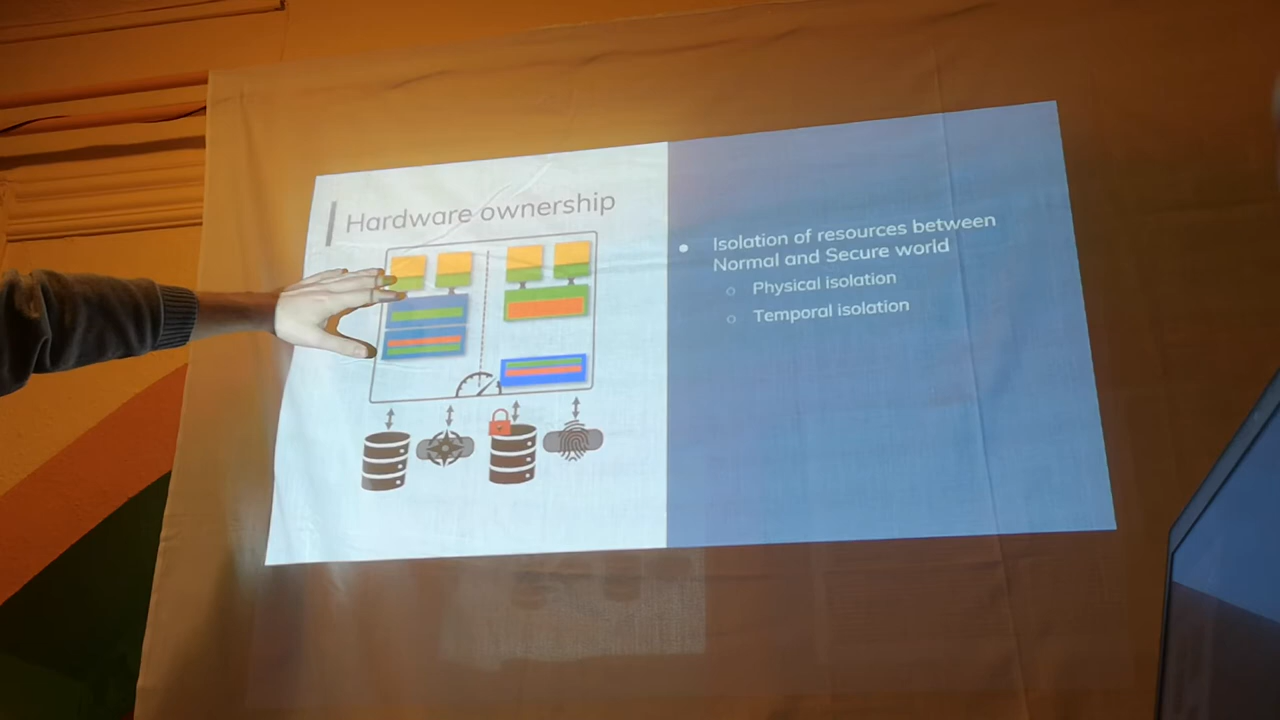 Hardware ownership
Isolation of resources between
Normal and Secure world
Physical isolation
Temporal isolation